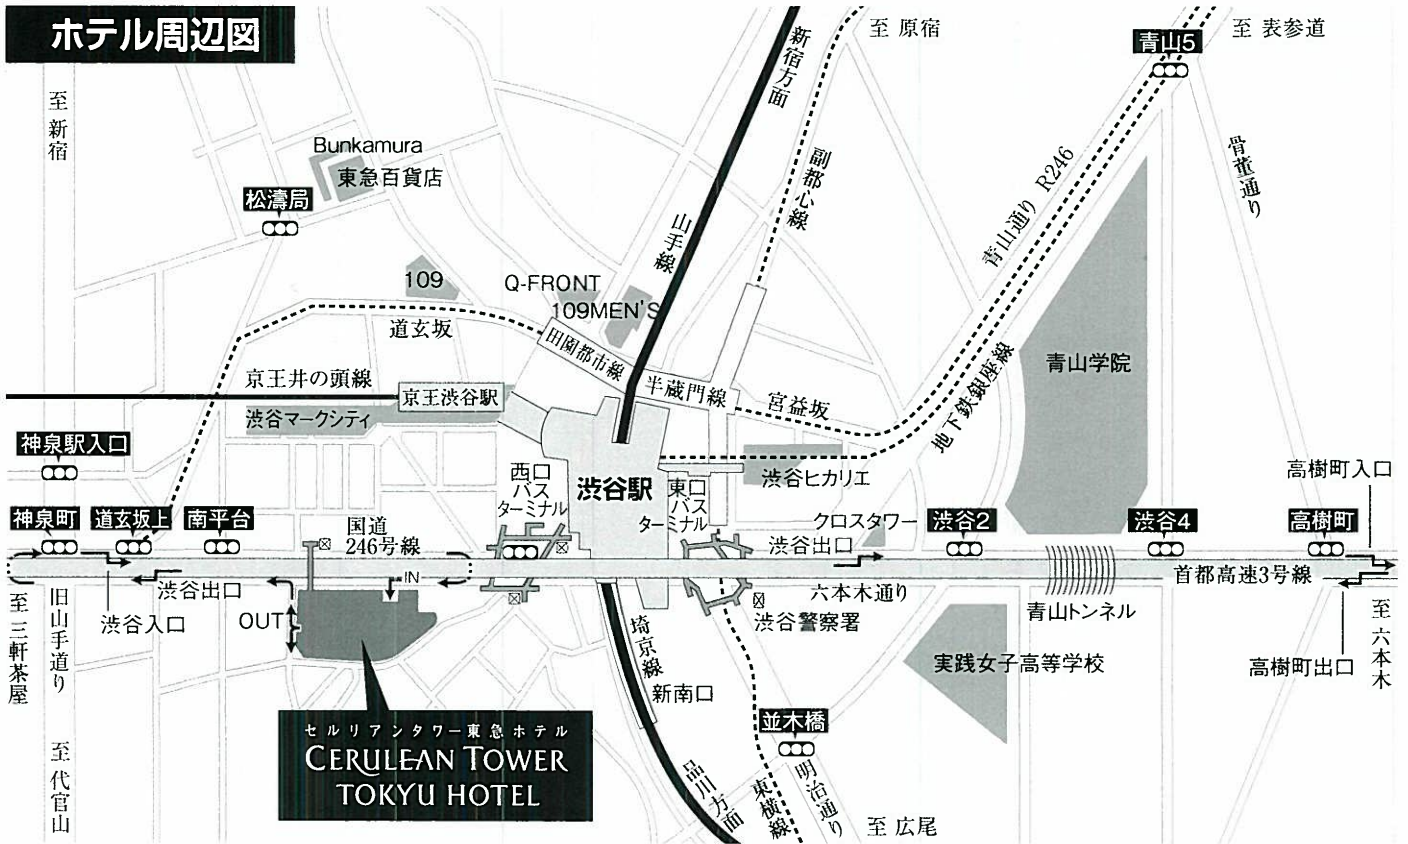 ホテル周辺図
至 原宿
至 表参道
青山5
新宿方面
至 新宿
Bunkamura
東急百貨店
松濤局
副都心線
骨董通り
青山通り R246
山手線
109
Q-FRONT
109MEN'S
道玄坂
田園都市線
半蔵門線
宮益坂
地下鉄銀座線
青山学院
京王井の頭線
京王渋谷駅
渋谷マークシティ
神泉駅入口
西口
バス
ターミナル
渋谷駅
東口
バス
ターミナル
渋谷ヒカリエ
高樹町入口
神泉町
道玄坂上
南平台
国道
246号線
クロスタワー
渋谷出口
渋谷2
渋谷4
高樹町
IN
首都高速3号線
渋谷出口
六本木通り
青山トンネル
OUT
渋谷入口
渋谷警察署
至 三軒茶屋
旧山手通り
埼京線
新南口
実践女子高等学校
高樹町出口
至 六本木
並木橋
セルリアンタワー東急ホテル
CERULEAN TOWER
TOKYU HOTEL
至 代官山
品川方面
東横線
明治通り
至 広尾